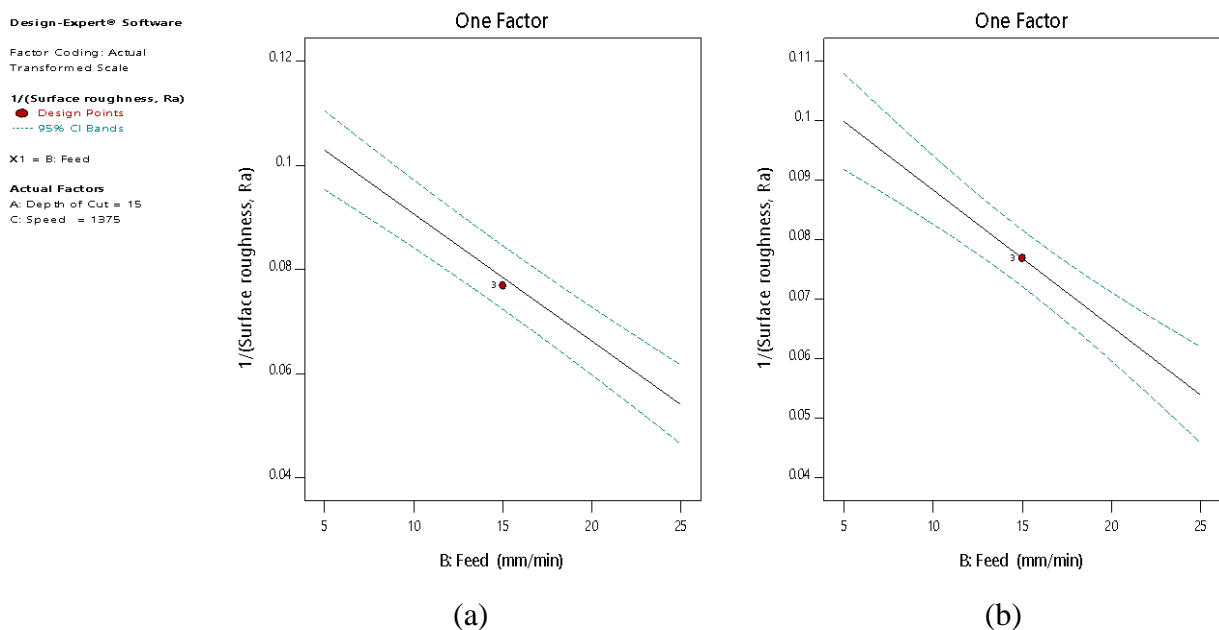 Design-Expert® Software
Factor Coding: Actual
Transformed Scale
1/(Surface roughness, Ra)
Design Points
95% CI Bands
X1 = B: Feed
Actual Factors
A: Depth of Cut = 15
C: Speed = 1375
One Factor
1/(Surface roughness, Ra)
0.12
0.1
0.08
0.06
0.04
3
5 10 15 20 25
B: Feed (mm/min)
(a)
One Factor
1/(Surface roughness, Ra)
0.11
0.1
0.09
0.08
0.07
0.06
0.05
0.04
3
5 10 15 20 25
B: Feed (mm/min)
(b)